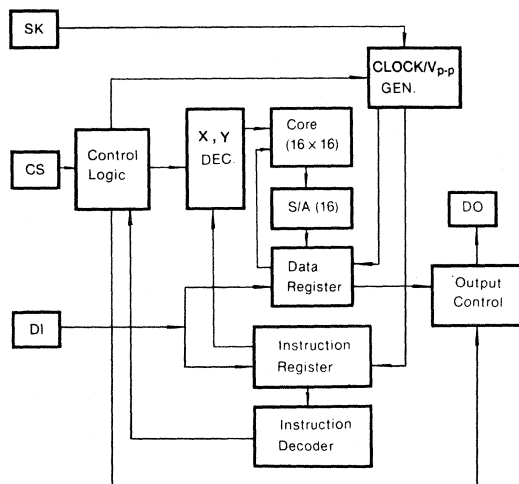 SK
CLOCK/Vp-p
GEN.
CS
Control
Logic
X, Y
DEC.
Core
(16 × 16)
S/A (16)
DO
Data
Register
Output
Control
DI
Instruction
Register
Instruction
Decoder